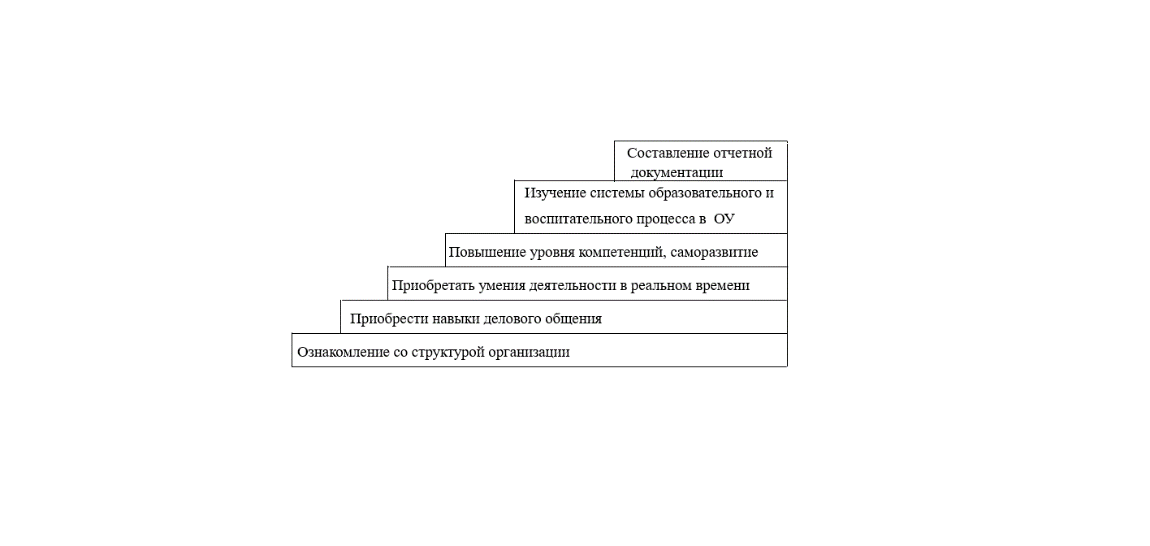 Составление отчетной
документации
Изучение системы образовательного и
воспитательного процесса в ОУ
Повышение уровня компетенций, саморазвитие
Приобретать умения деятельности в реальном времени
Приобрести навыки делового общения
Ознакомление со структурой организации